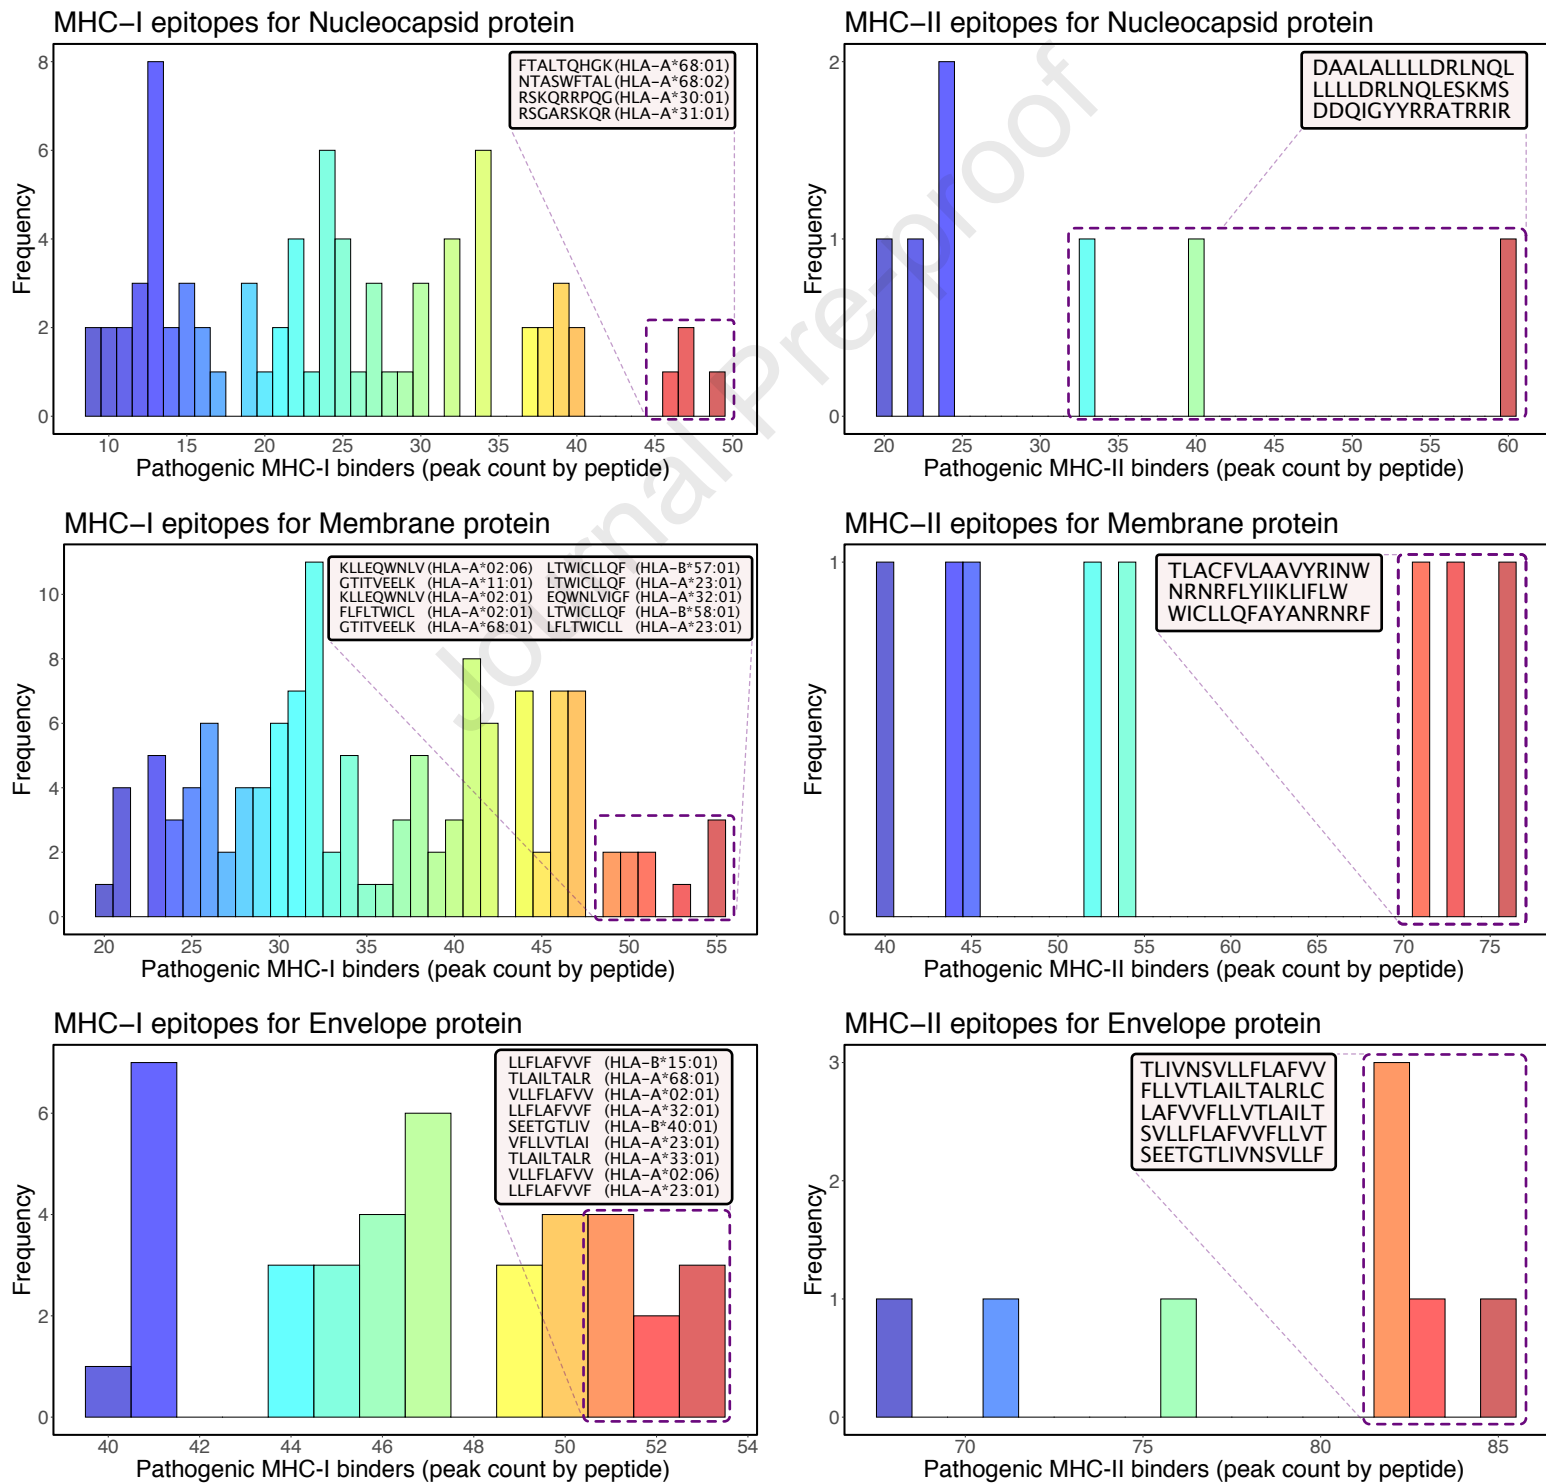 MHC−I epitopes for Nucleocapsid protein
8
6
4
2
0
Frequency
FTALTQHGK(HLA−A*68:01)
NTASWFTAL(HLA−A*68:02)
RSKQRRPQG(HLA−A*30:01)
RSGARSKQR(HLA−A*31:01)
10 15 20 25 30 35 40 45 50
Pathogenic MHC−I binders (peak count by peptide)
MHC−II epitopes for Nucleocapsid protein
2
1
0
Frequency
DAALALLLLDRLNQL
LLLLDRLNQLESKMS
DDQIGYYRRATRRIR
20 25 30 35 40 45 50 55 60
Pathogenic MHC−II binders (peak count by peptide)
MHC−I epitopes for Membrane protein
10
8
6
4
2
0
Frequency
KLLEQWNLV(HLA−A*02:06) LTWICLLQF (HLA−B*57:01)
GTITVEELK (HLA−A*11:01) LTWICLLQF (HLA−A*23:01)
KLLEQWNLV(HLA−A*02:01) EQWNLVIGF(HLA−A*32:01)
FLFLTWICL (HLA−A*02:01) LTWICLLQF (HLA−B*58:01)
GTITVEELK (HLA−A*68:01) LFLTWICLL (HLA−A*23:01)
20 25 30 35 40 45 50 55
Pathogenic MHC−I binders (peak count by peptide)
MHC−II epitopes for Membrane protein
1
0
Frequency
TLACFVLAAVYRINW
NRNRFLYIIKLIFLW
WICLLQFAYANRNRF
40 45 50 55 60 65 70 75
Pathogenic MHC−II binders (peak count by peptide)
MHC−I epitopes for Envelope protein
6
4
2
0
Frequency
LLFLAFVVF (HLA−B*15:01)
TLAILTALR (HLA−A*68:01)
VLLFLAFVV (HLA−A*02:01)
LLFLAFVVF (HLA−A*32:01)
SEETGTLIV (HLA−B*40:01)
VFLLVTLAI (HLA−A*23:01)
TLAILTALR (HLA−A*33:01)
VLLFLAFVV (HLA−A*02:06)
LLFLAFVVF (HLA−A*23:01)
40 42 44 46 48 50 52 54
Pathogenic MHC−I binders (peak count by peptide)
MHC−II epitopes for Envelope protein
3
2
1
0
Frequency
TLIVNSVLLFLAFVV
FLLVTLAILTALRLC
LAFVVFLLVTLAILT
SVLLFLAFVVFLLVT
SEETGTLIVNSVLLF
70 75 80 85
Pathogenic MHC−II binders (peak count by peptide)
Journal Pre-proof